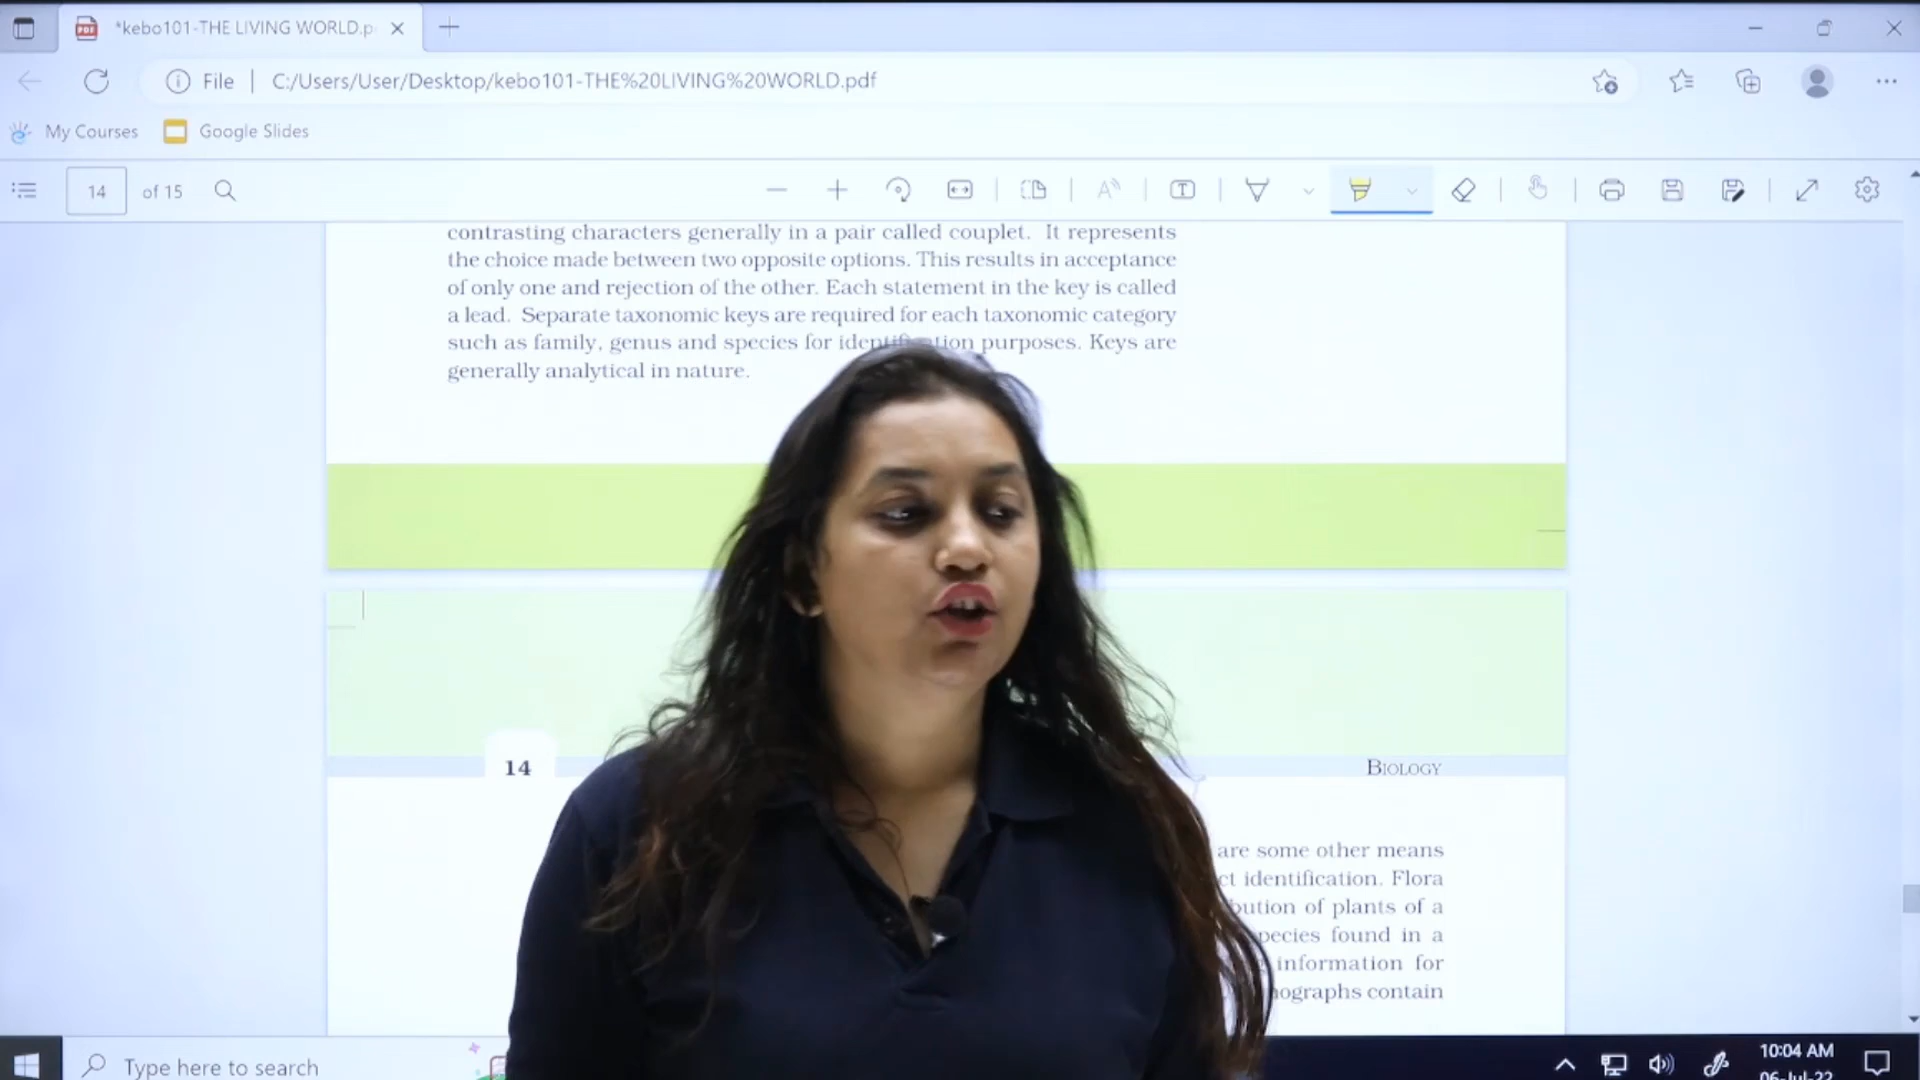 *kebo101-THE LIVING WORLD.p
File
C:/Users/User/Desktop/kebo101-THE%20LIVING%20WORLD.pdf
My Courses
Google Slides
14
of 15
contrasting characters generally in a pair called couplet. It represents
the choice made between two opposite options. This results in acceptance
of only one and rejection of the other. Each statement in the key is called
a lead. Separate taxonomic keys are required for each taxonomic category
such as family, genus and species for identification purposes. Keys are
generally analytical in nature.
14
BIOLOGY
are some other means
identification. Flora
of plants of a
found in a
information for
contain
Type here to search
10:04 AM
06-Jul-22